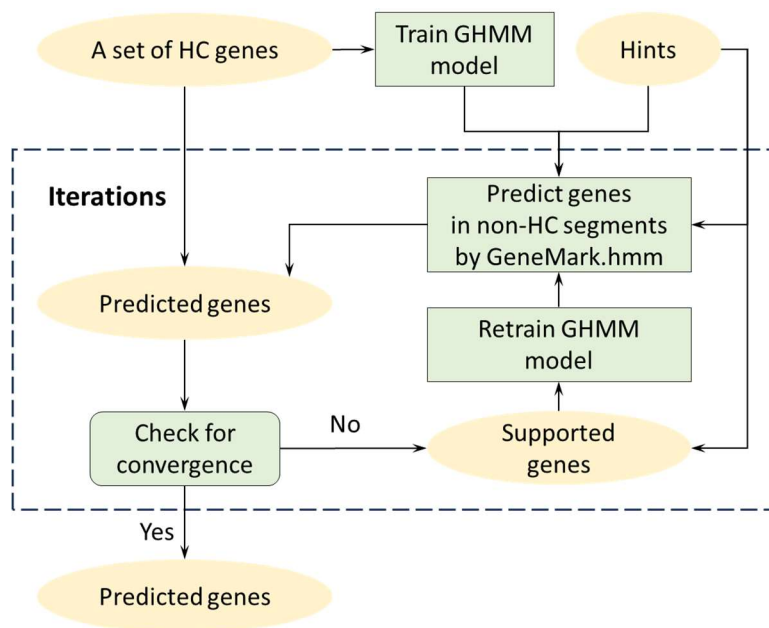 A set of HC genes
Train GHMM
model
Hints
Iterations
Predict genes
in non-HC segments
by GeneMark.hmm
Predicted genes
Retrain GHMM
model
Check for
convergence
No
Supported
genes
Yes
Predicted genes